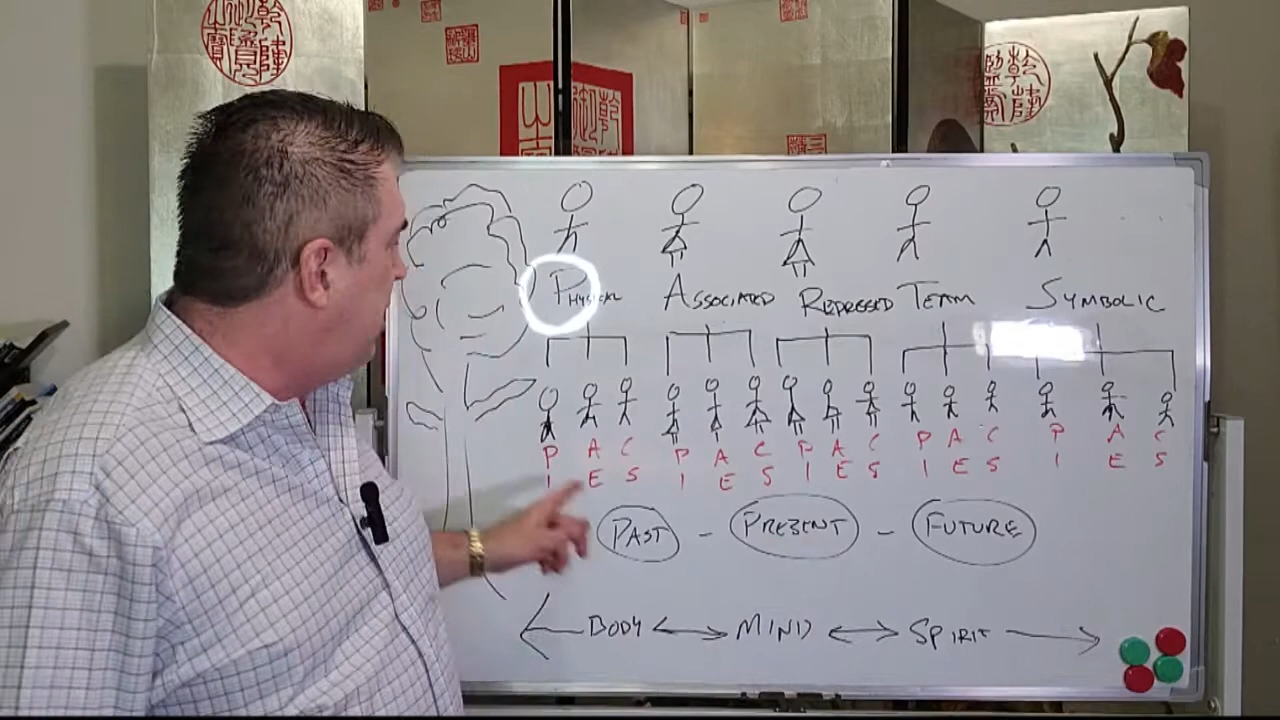 PHYSICAL ASSOCIATED REPRESSED TEAM SYMBOLIC
P A C P A C P A C P A C P A C
I E S I E S I E S I E S I E S
PAST - PRESENT - FUTURE
BODY MIND SPIRIT